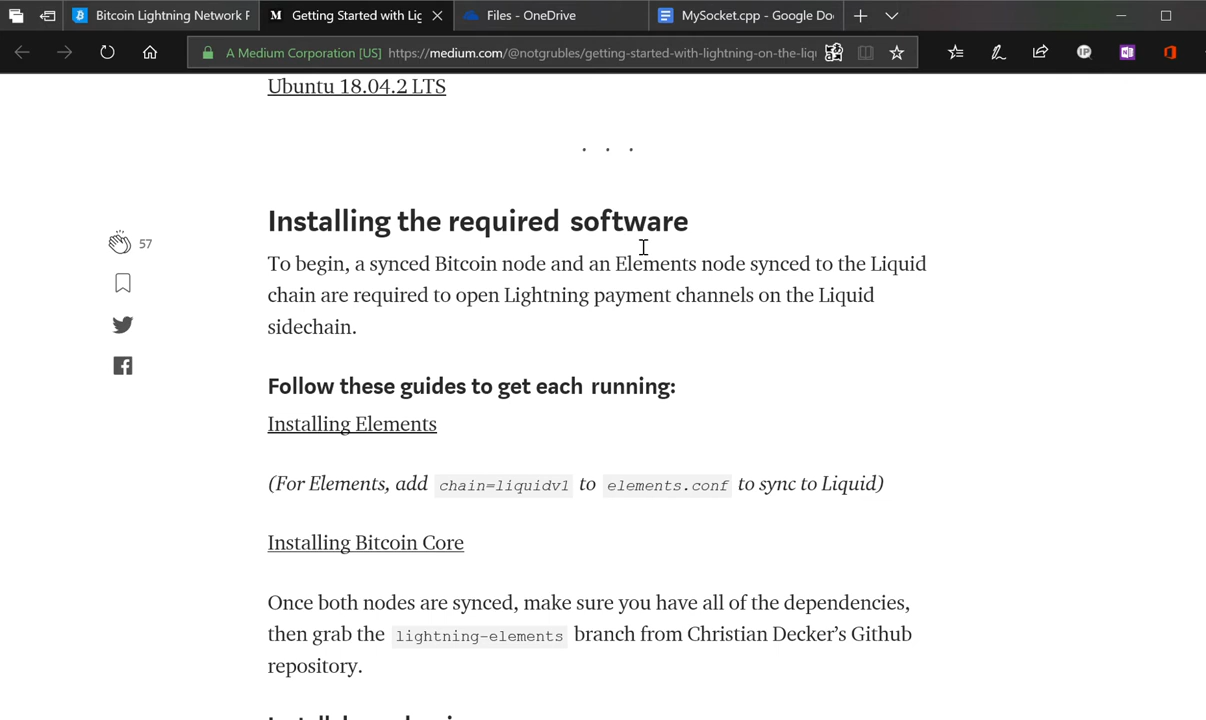 Bitcoin Lightning Network F
Getting Started with Lig
Files - OneDrive
MySocket.cpp - Google Do
A Medium Corporation [US] https://medium.com/@notgrubles/getting-started-with-lightning-on-the-liq
Ubuntu 18.04.2 LTS
. . .
Installing the required software
57
To begin, a synced Bitcoin node and an Elements node synced to the Liquid
chain are required to open Lightning payment channels on the Liquid
sidechain.
Follow these guides to get each running:
Installing Elements
(For Elements, add chain=liquidv1 to elements.conf to sync to Liquid)
Installing Bitcoin Core
Once both nodes are synced, make sure you have all of the dependencies,
then grab the lightning-elements branch from Christian Decker’s Github
repository.